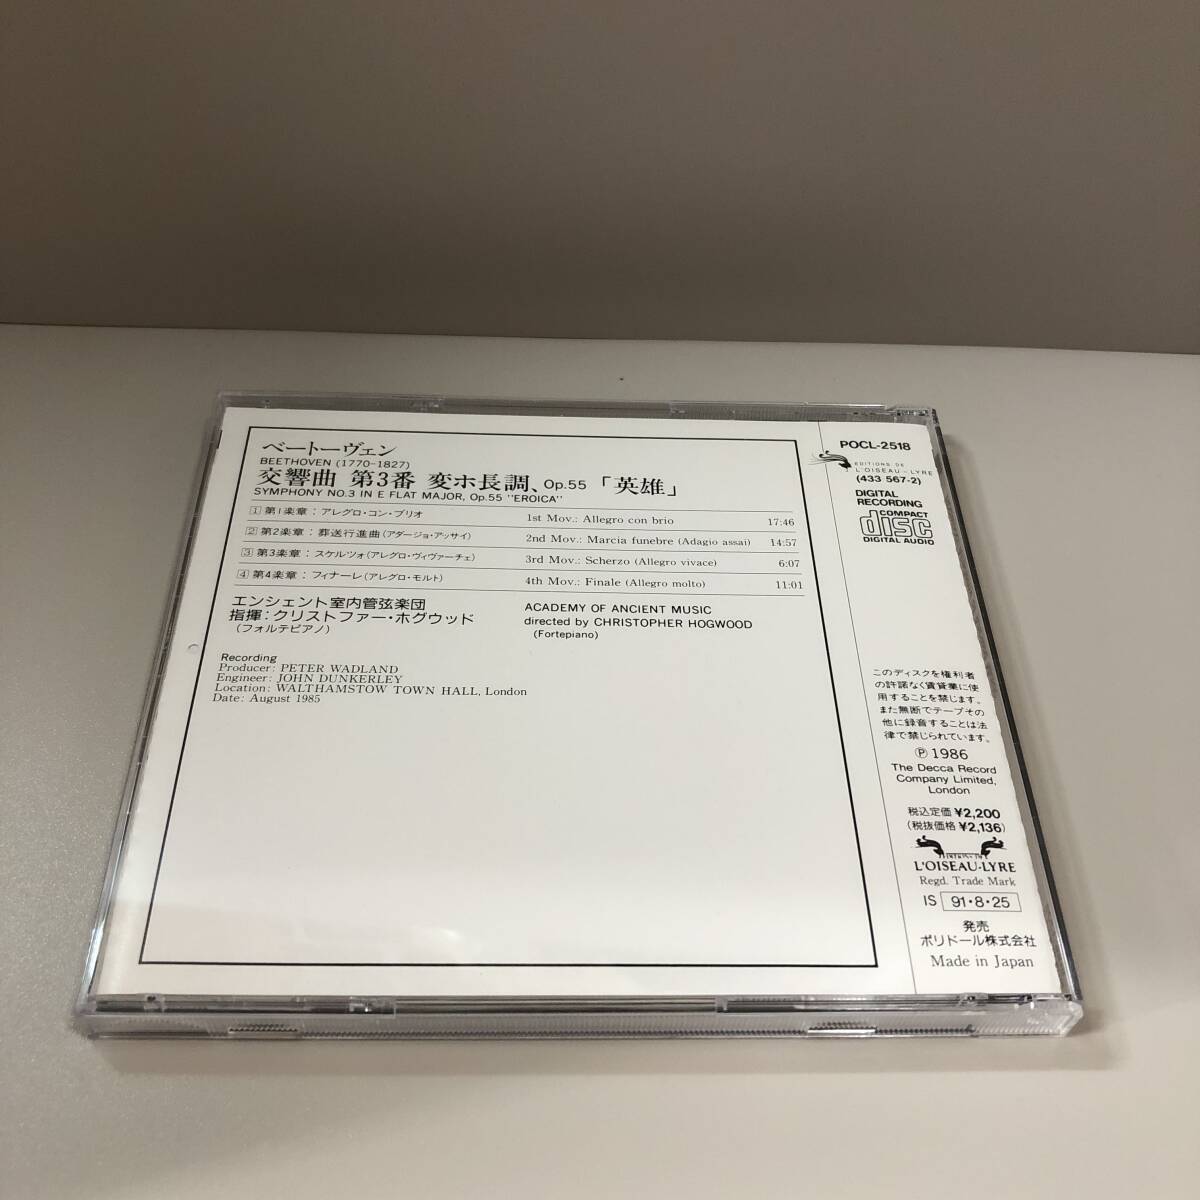 ベートーヴェン
BEETHOVEN (1770-1827)
交響曲 第3番 変ホ長調、Op.55 「英雄」
SYMPHONY NO.3 IN E FLAT MAJOR, Op.55 "EROICA"
1 第1楽章：アレグロ・コン・ブリオ 1st Mov.: Allegro con brio 17:46
2 第2楽章：葬送行進曲(アダージョ・アッサイ) 2nd Mov.: Marcia funebre (Adagio assai) 14:57
3 第3楽章：スケルツォ(アレグロ・ヴィヴァーチェ) 3rd Mov.: Scherzo (Allegro vivace) 6:07
4 第4楽章：フィナーレ(アレグロ・モルト) 4th Mov.: Finale (Allegro molto) 11:01
エンシェント室内管弦楽団
指揮：クリストファー・ホグウッド
(フォルテピアノ)
ACADEMY OF ANCIENT MUSIC
directed by CHRISTOPHER HOGWOOD
(Fortepiano)
Recording
Producer: PETER WADLAND
Engineer: JOHN DUNKERLEY
Location: WALTHAMSTOW TOWN HALL, London
Date: August 1985
POCL-2518
EDITIONS DE
L'OISEAU-LYRE
(433 567-2)
DIGITAL
RECORDING
COMPACT
disc
DIGITAL AUDIO
このディスクを権利者
の許諾なく賃貸業に使
用することを禁じます。
また無断でテープその
他に録音することは法
律で禁じられています。
Ⓟ 1986
The Decca Record
Company Limited,
London
税込定価 ¥2,200
(税抜価格 ¥2,136)
EDITIONS DE
L'OISEAU-LYRE
Regd. Trade Mark
IS 91・8・25
発売
ポリドール株式会社
Made in Japan